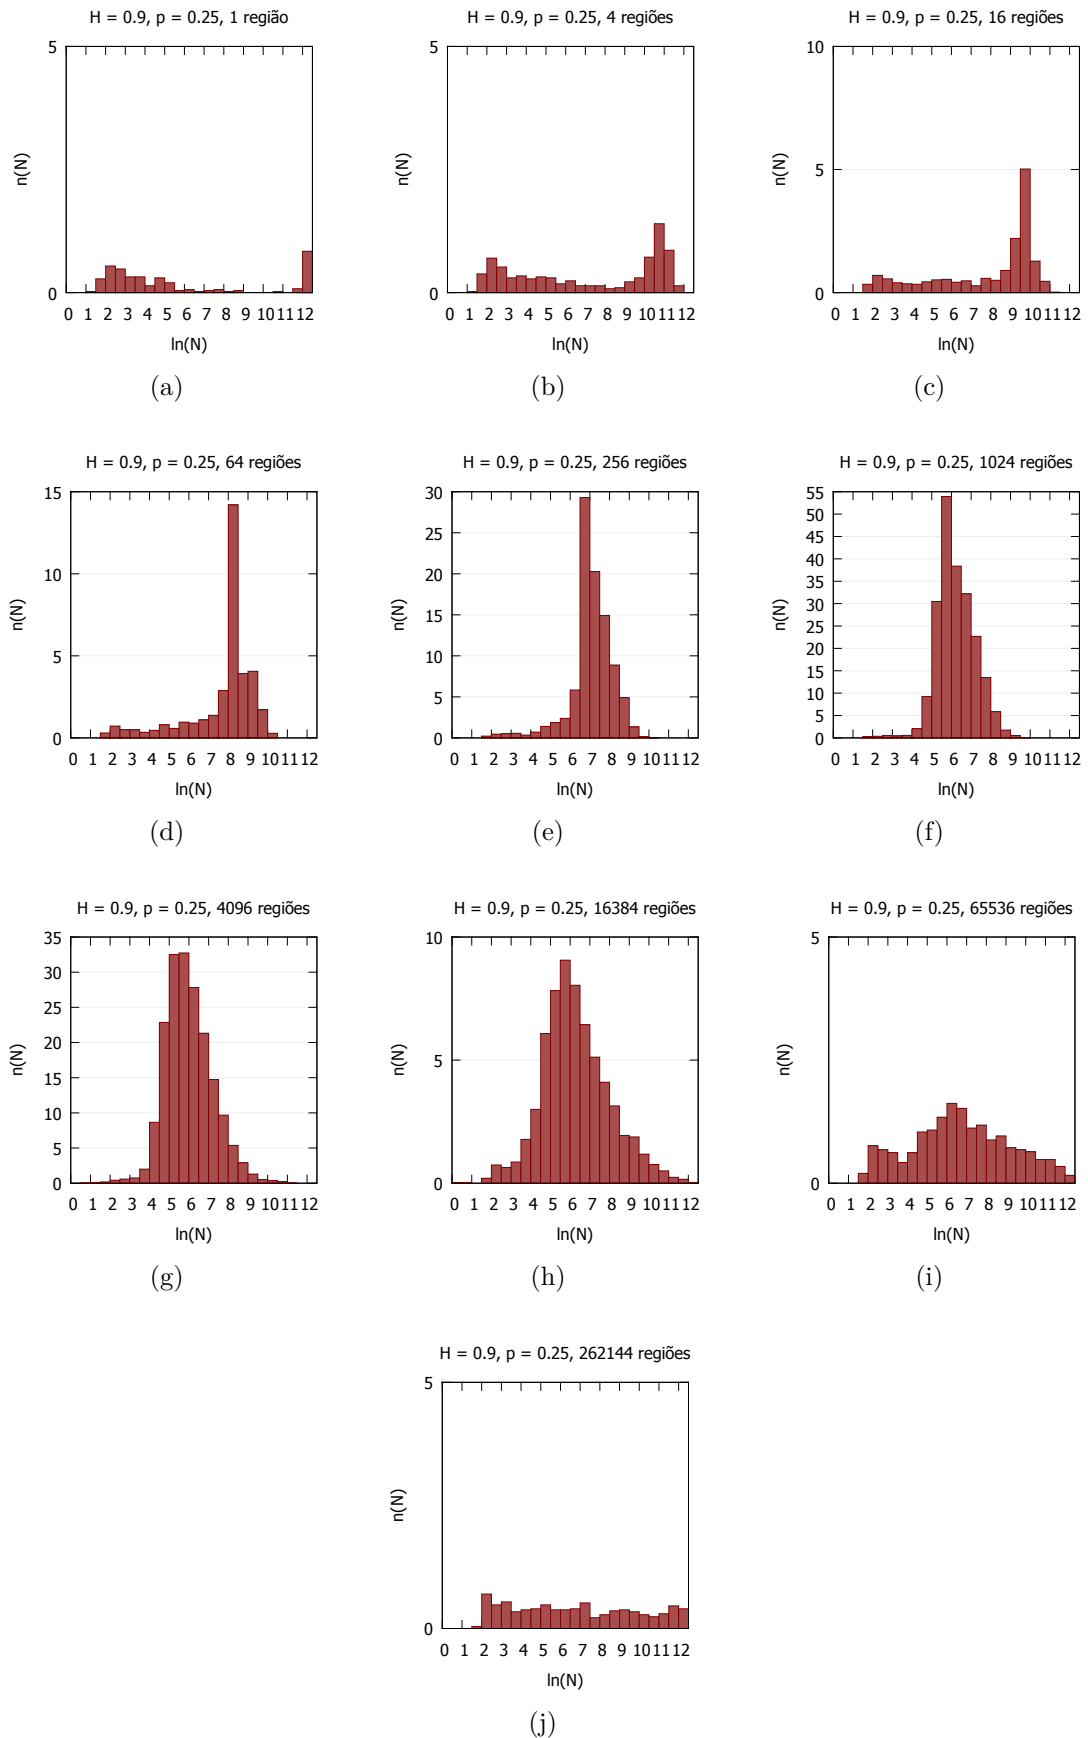 H = 0.9, p = 0.25, 1 região
5
n(N)
0
0 1 2 3 4 5 6 7 8 9 10 11 12
ln(N)
(a)
H = 0.9, p = 0.25, 4 regiões
5
n(N)
0
0 1 2 3 4 5 6 7 8 9 10 11 12
ln(N)
(b)
H = 0.9, p = 0.25, 16 regiões
10
5
n(N)
0
0 1 2 3 4 5 6 7 8 9 10 11 12
ln(N)
(c)
H = 0.9, p = 0.25, 64 regiões
15
10
n(N)
5
0
0 1 2 3 4 5 6 7 8 9 10 11 12
ln(N)
(d)
H = 0.9, p = 0.25, 256 regiões
30
25
20
15
n(N)
10
5
0
0 1 2 3 4 5 6 7 8 9 10 11 12
ln(N)
(e)
H = 0.9, p = 0.25, 1024 regiões
55
50
45
40
35
30
n(N)
25
20
15
10
5
0
0 1 2 3 4 5 6 7 8 9 10 11 12
ln(N)
(f)
H = 0.9, p = 0.25, 4096 regiões
35
30
25
20
n(N)
15
10
5
0
0 1 2 3 4 5 6 7 8 9 10 11 12
ln(N)
(g)
H = 0.9, p = 0.25, 16384 regiões
10
n(N)
5
0
0 1 2 3 4 5 6 7 8 9 10 11 12
ln(N)
(h)
H = 0.9, p = 0.25, 65536 regiões
5
n(N)
0
0 1 2 3 4 5 6 7 8 9 10 11 12
ln(N)
(i)
H = 0.9, p = 0.25, 262144 regiões
5
n(N)
0
0 1 2 3 4 5 6 7 8 9 10 11 12
ln(N)
(j)